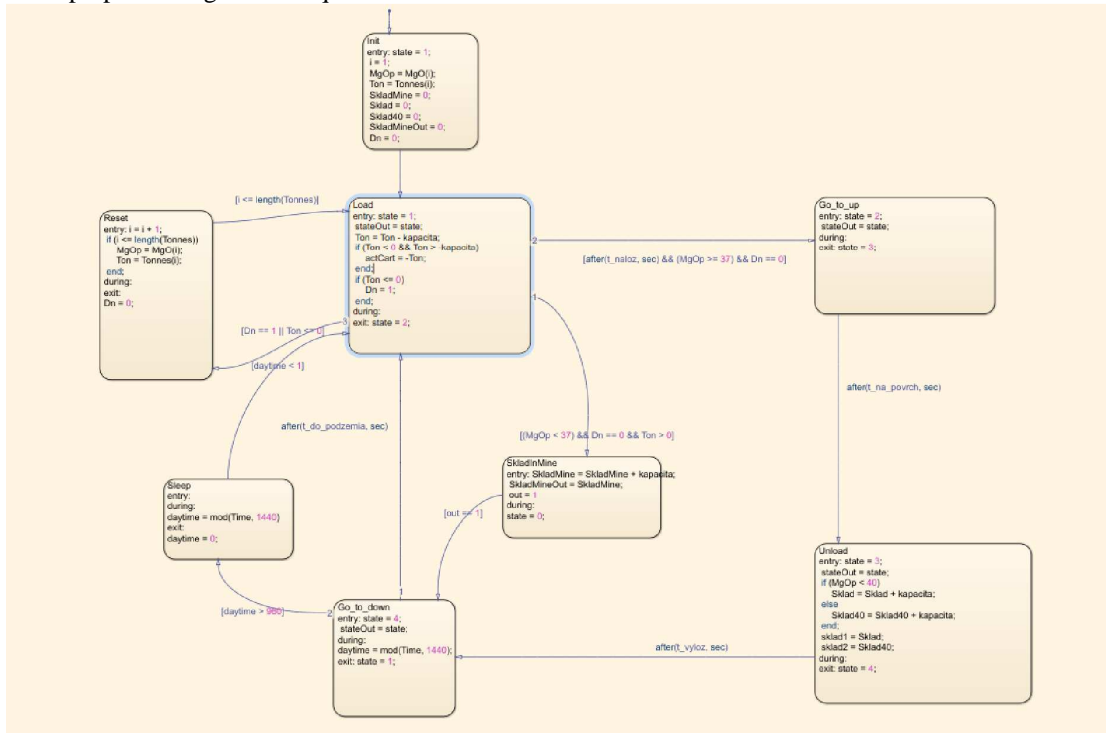 Init
entry: state = 1;
i = 1;
MgOp = MgO(i);
Ton = Tonnes(i);
SkladMine = 0;
Sklad = 0;
Sklad40 = 0;
SkladMineOut = 0;
Dn = 0;
[i <= length(Tonnes)]
Reset
entry: i = i + 1;
if (i <= length(Tonnes))
MgOp = MgO(i);
Ton = Tonnes(i);
end;
during:
exit:
Dn = 0;
Load
entry: state = 1;
stateOut = state;
Ton = Ton - kapacita;
if (Ton < 0 && Ton > -kapacita)
actCart = -Ton;
end;
if (Ton <= 0)
Dn = 1;
end;
during:
exit: state = 2;
2
1
3
Go_to_up
entry: state = 2;
stateOut = state;
during:
exit: state = 3;
[after(t_naloz, sec) && (MgOp >= 37) && Dn == 0]
[Dn == 1 || Ton <= 0]
[daytime < 1]
after(t_na_povrch, sec)
after(t_do_podzemia, sec)
[(MgOp < 37) && Dn == 0 && Ton > 0]
SkladInMine
entry: SkladMine = SkladMine + kapacita;
SkladMineOut = SkladMine;
out = 1
during:
state = 0;
Sleep
entry:
during:
daytime = mod(Time, 1440)
exit:
daytime = 0;
[out == 1]
Unload
entry: state = 3;
stateOut = state;
if (MgOp < 40)
Sklad = Sklad + kapacita;
else
Sklad40 = Sklad40 + kapacita;
end;
sklad1 = Sklad;
sklad2 = Sklad40;
during:
exit: state = 4;
[daytime > 960]
2
1
Go_to_down
entry: state = 4;
stateOut = state;
during:
daytime = mod(Time, 1440);
exit: state = 1;
after(t_vyloz, sec)